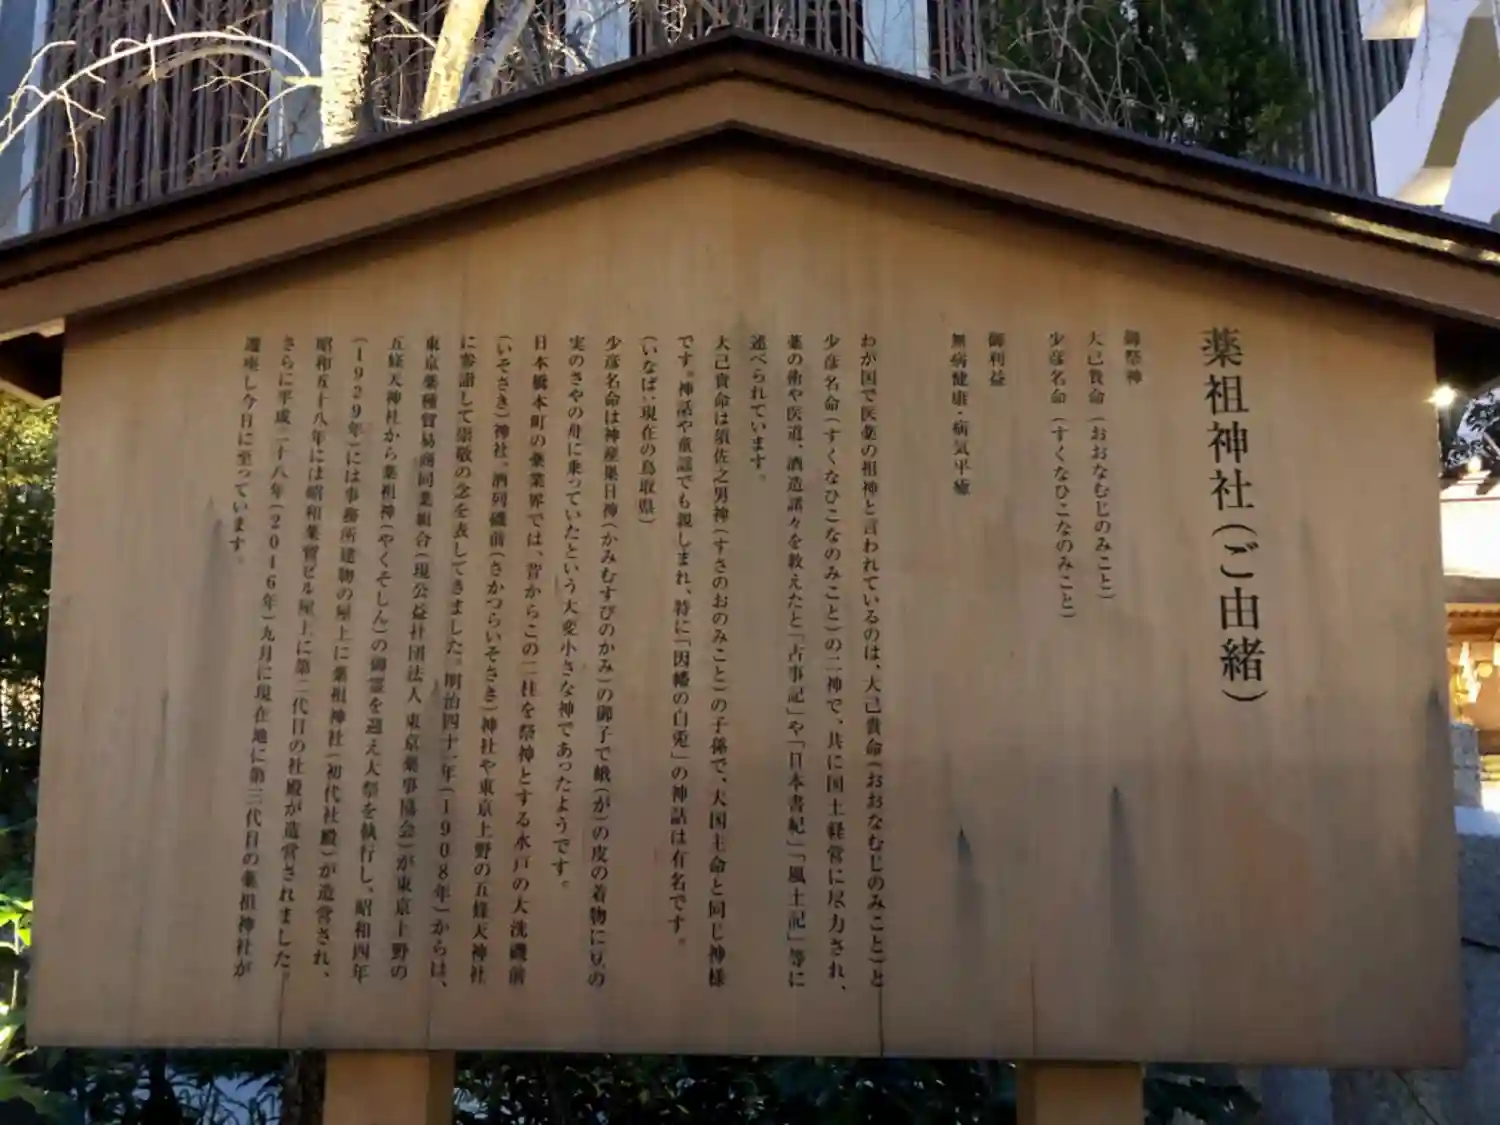 薬祖神社(ご由緒)
御祭神
大己貴命(おおなむじのみこと)
少彦名命(すくなひこなのみこと)
御利益
無病健康・病気平癒
わが国で医薬の祖神と言われているのは、大己貴命(おおなむじのみこと)と
少彦名命(すくなひこなのみこと)の二神で、共に国土経営に尽力され、
薬の術や医道、酒造諸々を教えたと「古事記」や「日本書紀」「風土記」等に
述べられています。
大己貴命は須佐之男神(すさのおのみこと)の子孫で、大国主命と同じ神様
です。神話や童謡でも親しまれ、特に「因幡の白兎」の神話は有名です。
(いなば:現在の鳥取県)
少彦名命は神産巣日神(かみむすびのかみ)の御子で蛾(が)の皮の着物に豆の
実のさやの舟に乗っていたという大変小さな神であったようです。
日本橋本町の薬業界では、昔からこの二柱を祭神とする水戸の大洗磯前
(いそさき)神社。酒列磯前(さかつらいそさき)神社や東京上野の五條天神社
に参詣して崇敬の念を表してきました。明治四十一年(1908年)からは、
東京薬種貿易商同業組合(現公益社団法人 東京薬事協会)が東京上野の
五條天神社から薬祖神(やくそしん)の御霊を迎え大祭を執行し、昭和四年
(1929年)には事務所建物の屋上に薬祖神社(初代社殿)が造営され、
昭和五十八年には昭和薬貿ビル屋上に第二代目の社殿が造営されました。
さらに平成二十八年(2016年)九月に現在地に第三代目の薬祖神社が
遷座し今日に至っています。